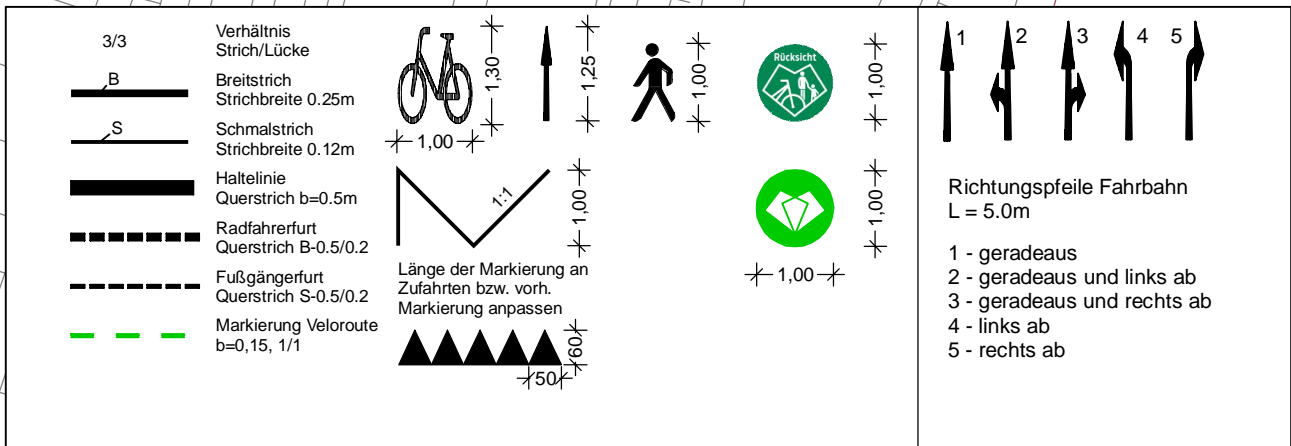 3/3
Verhältnis
Strich/Lücke
B
Breitstrich
Strichbreite 0.25m
S
Schmalstrich
Strichbreite 0.12m
Haltelinie
Querstrich b=0.5m
Radfahrerfurt
Querstrich B-0.5/0.2
Fußgängerfurt
Querstrich S-0.5/0.2
Markierung Veloroute
b=0,15, 1/1
1,30
1,00
1,25
1,00
Rücksicht
1,00
1:1
1,00
Länge der Markierung an
Zufahrten bzw. vorh.
Markierung anpassen
60
50
1,00
1,00
1 2 3 4 5
Richtungspfeile Fahrbahn
L = 5.0m
1 - geradeaus
2 - geradeaus und links ab
3 - geradeaus und rechts ab
4 - links ab
5 - rechts ab